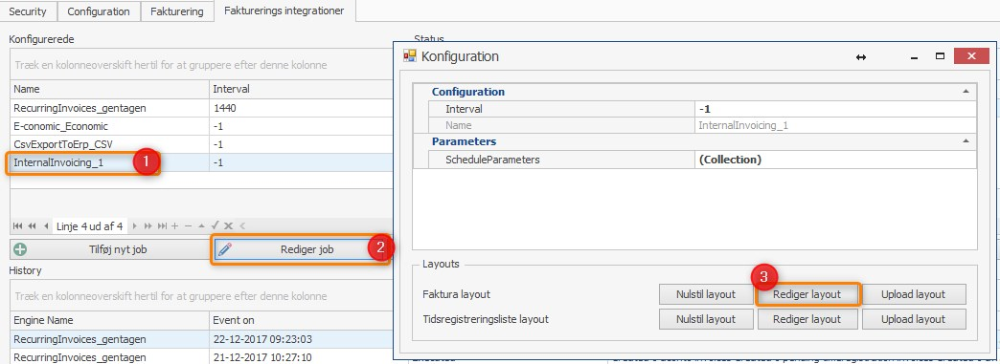 Security Configuration Fakturering Fakturerings integrationer
Konfigurerede
Træk en kolonneoverskrift hertil for at gruppere efter denne kolonne
Name Interval
RecurringInvoices_gentagen 1440
E-conomic_Economic -1
CsvExportToErp_CSV -1
InternalInvoicing_1 -1
1
Linje 4 ud af 4
Tilføj nyt job Rediger job
2
History
Træk en kolonneoverskrift hertil for at gruppere efter denne kolonne
Engine Name Event on
RecurringInvoices_gentagen 22-12-2017 09:23:03
RecurringInvoices_gentagen 21-12-2017 10:27:10
Status
Konfiguration
Configuration
Interval -1
Name InternalInvoicing_1
Parameters
ScheduleParameters (Collection)
Layouts
3
Faktura layout Nulstil layout Rediger layout Upload layout
Tidsregistreringsliste layout Nulstil layout Rediger layout Upload layout